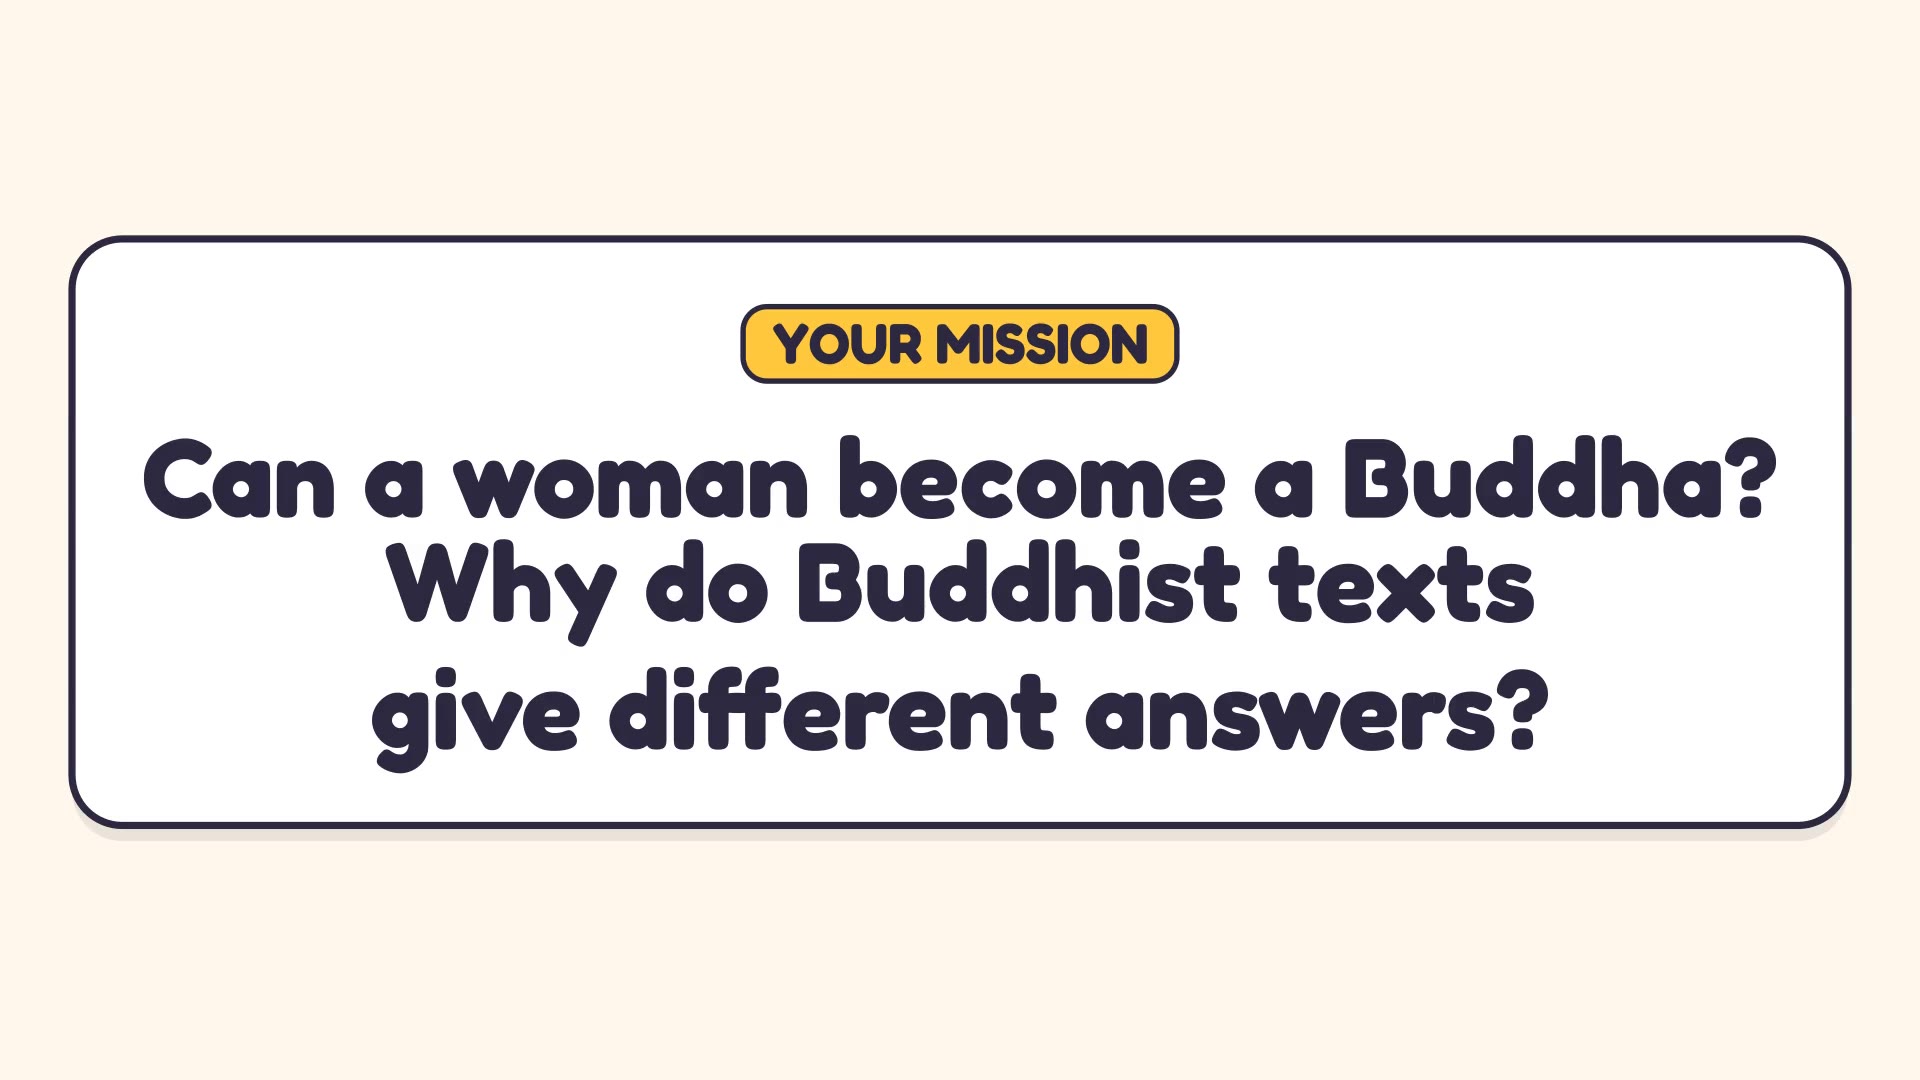 YOUR MISSION
Can a woman become a Buddha?
Why do Buddhist texts
give different answers?